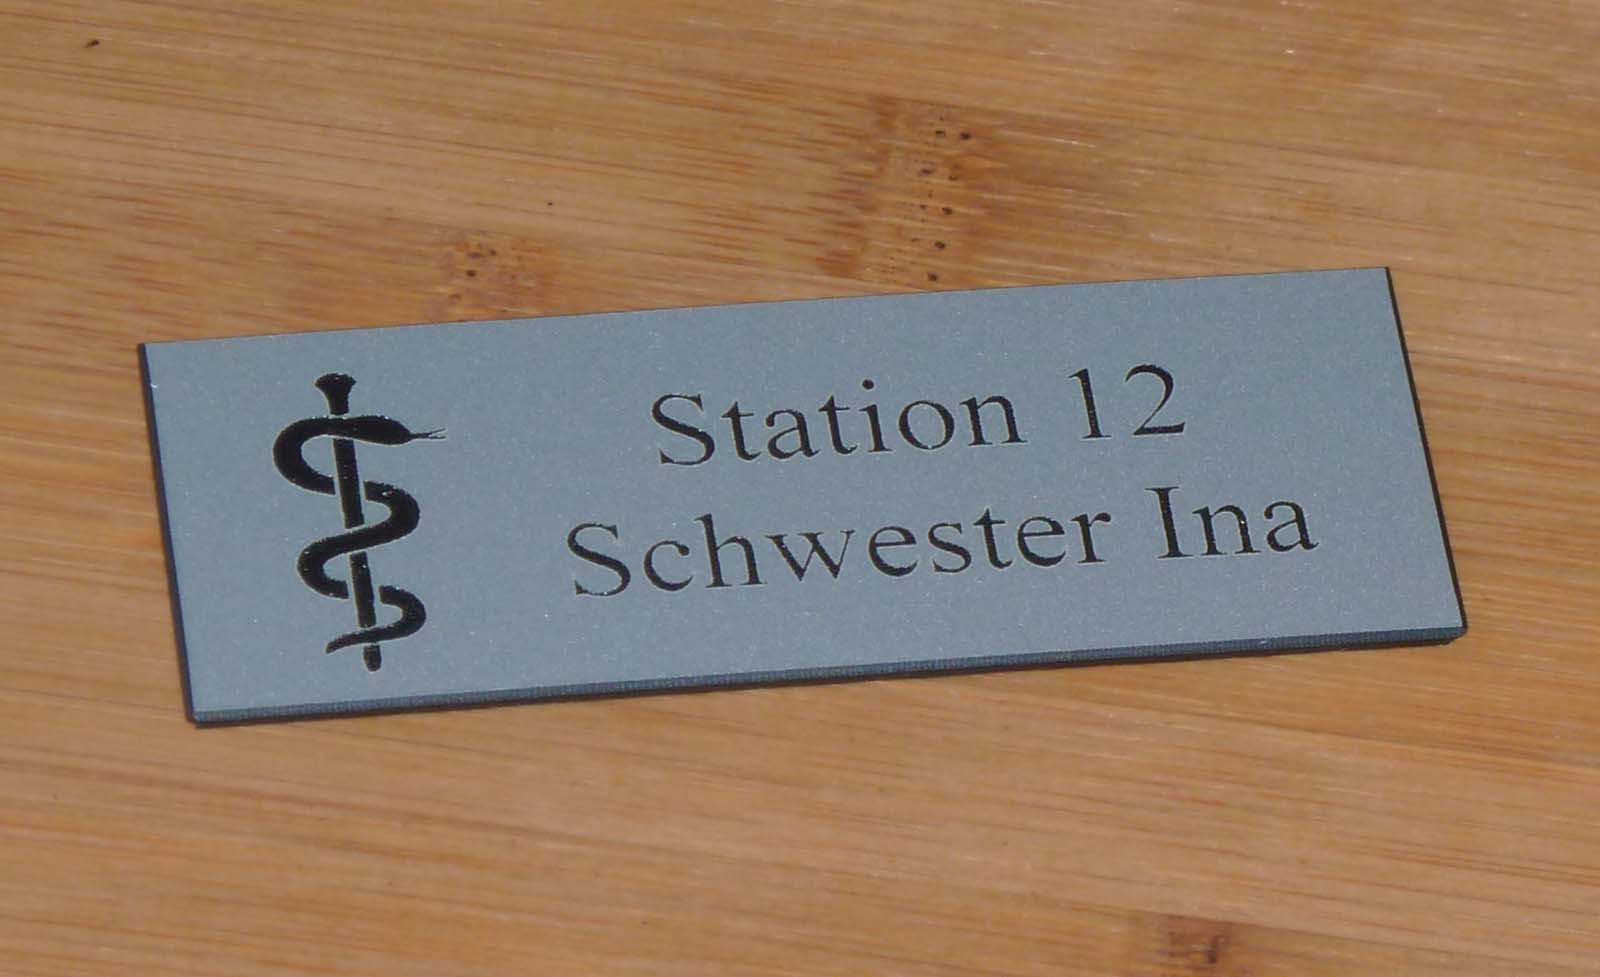 Station 12
Schwester Ina